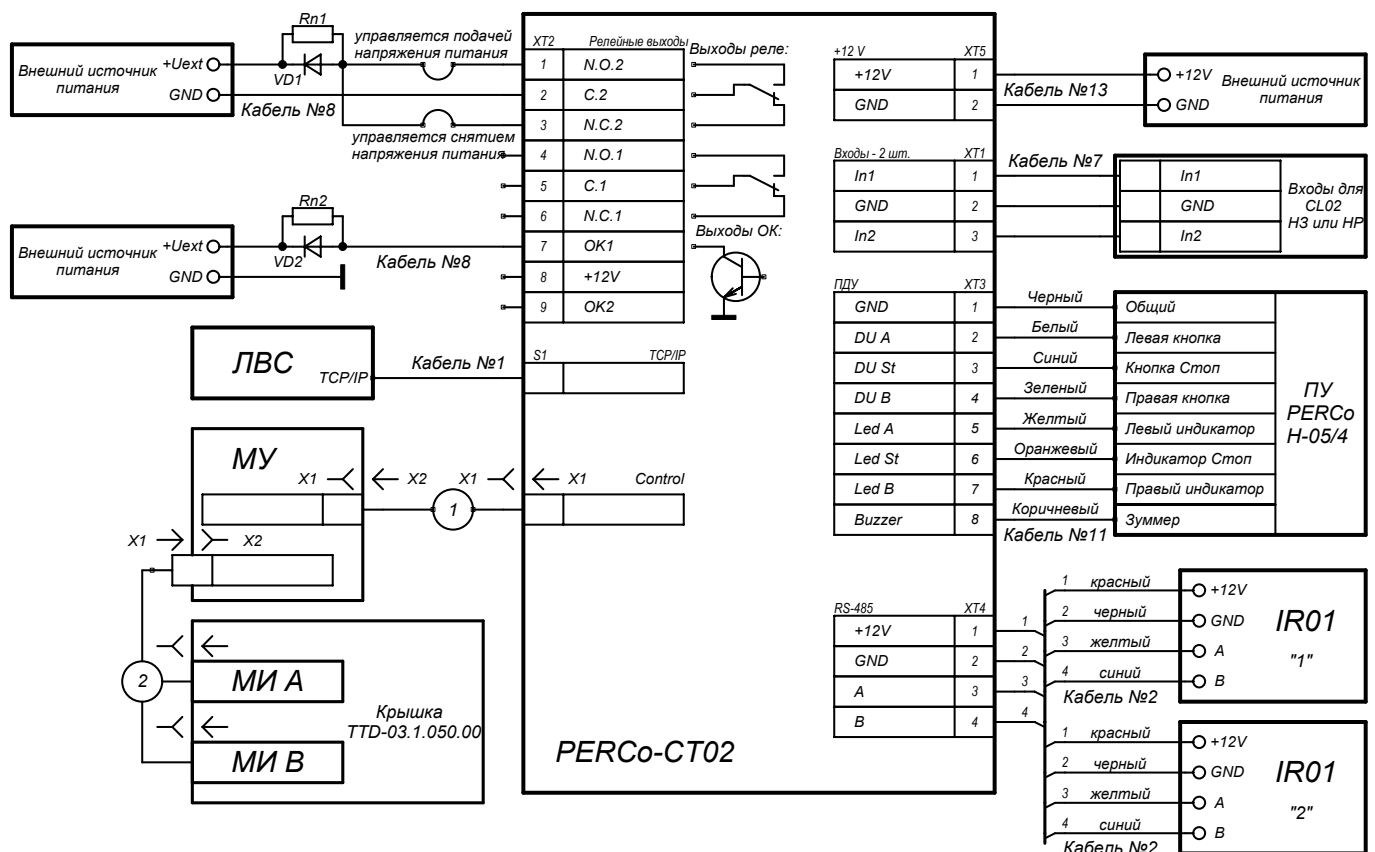 Rn1
управляется подачей
напряжения питания
Внешний источник
питания
+Uext
GND
VD1
Кабель №8
управляется снятием
напряжения питания
XT2 Релейные выходы
1 N.O.2
2 C.2
3 N.C.2
4 N.O.1
5 C.1
6 N.C.1
7 OK1
8 +12V
9 OK2
Выходы реле:
Выходы ОК:
Rn2
Внешний источник
питания
+Uext
GND
VD2
Кабель №8
ЛВС
TCP/IP
Кабель №1
S1 TCP/IP
МУ
X1 X2 X1 X1 Control
1
X1 X2
2
МИ А
МИ В
Крышка
TTD-03.1.050.00
PERCo-CT02
+12 V XT5
+12V 1
GND 2
Кабель №13
+12V
GND
Внешний источник
питания
Входы - 2 шт. XT1
In1 1
GND 2
In2 3
Кабель №7
In1
GND
In2
Входы для
CL02
НЗ или НР
ПДУ XT3
GND 1 Черный Общий
DU A 2 Белый Левая кнопка
DU St 3 Синий Кнопка Стоп
DU B 4 Зеленый Правая кнопка
Led A 5 Желтый Левый индикатор
Led St 6 Оранжевый Индикатор Стоп
Led B 7 Красный Правый индикатор
Buzzer 8 Коричневый Зуммер
Кабель №11
ПУ
PERCo
H-05/4
RS-485 XT4
+12V 1 1
GND 2 2
A 3 3
B 4 4
1 красный +12V
2 черный GND
3 желтый A
4 синий B
Кабель №2
IR01
"1"
1 красный +12V
2 черный GND
3 желтый A
4 синий B
Кабель №2
IR01
"2"